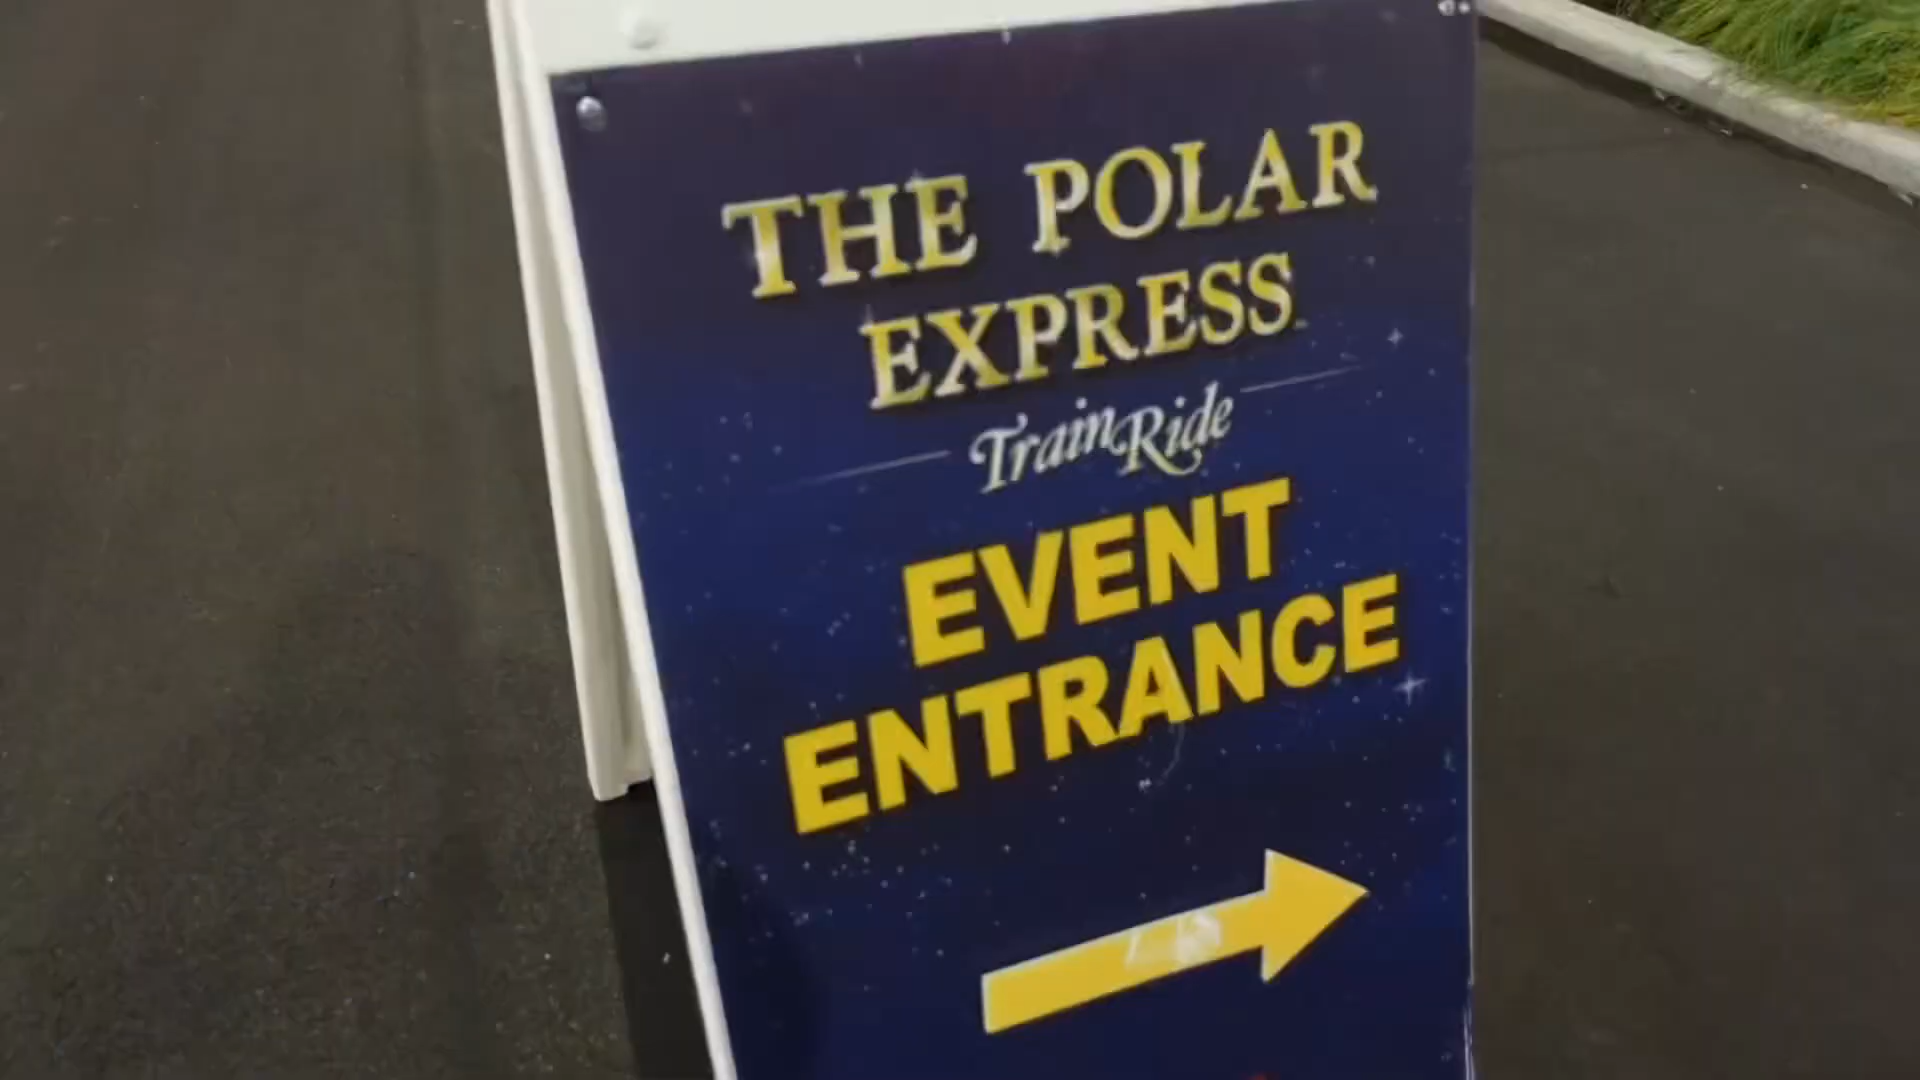 THE POLAR
EXPRESS
Train Ride
EVENT
ENTRANCE